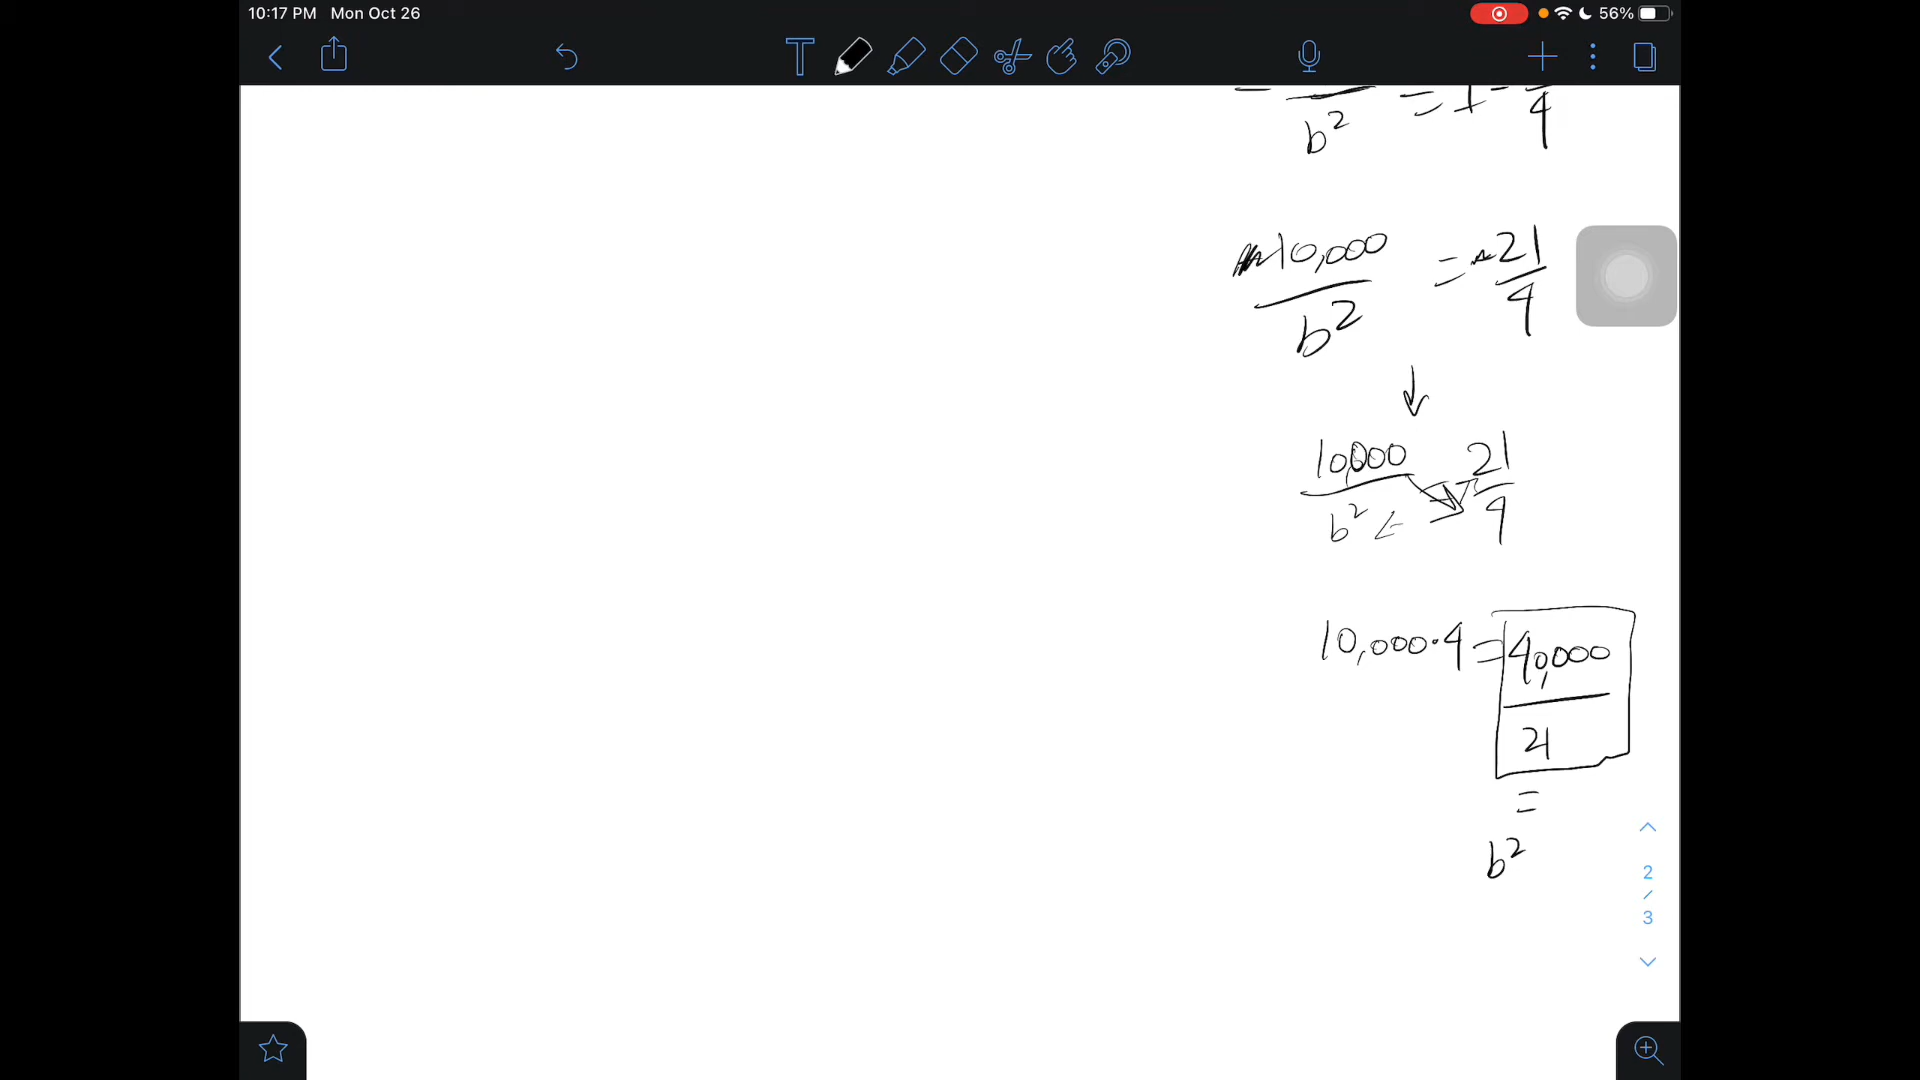 10:17 PM Mon Oct 26
56%
T
b² = 1 - /4
-10,000/b² = -21/4
↓
10,000/b² = 21/4
10,000·4 = 40,000/21
=
b²
2
/
3